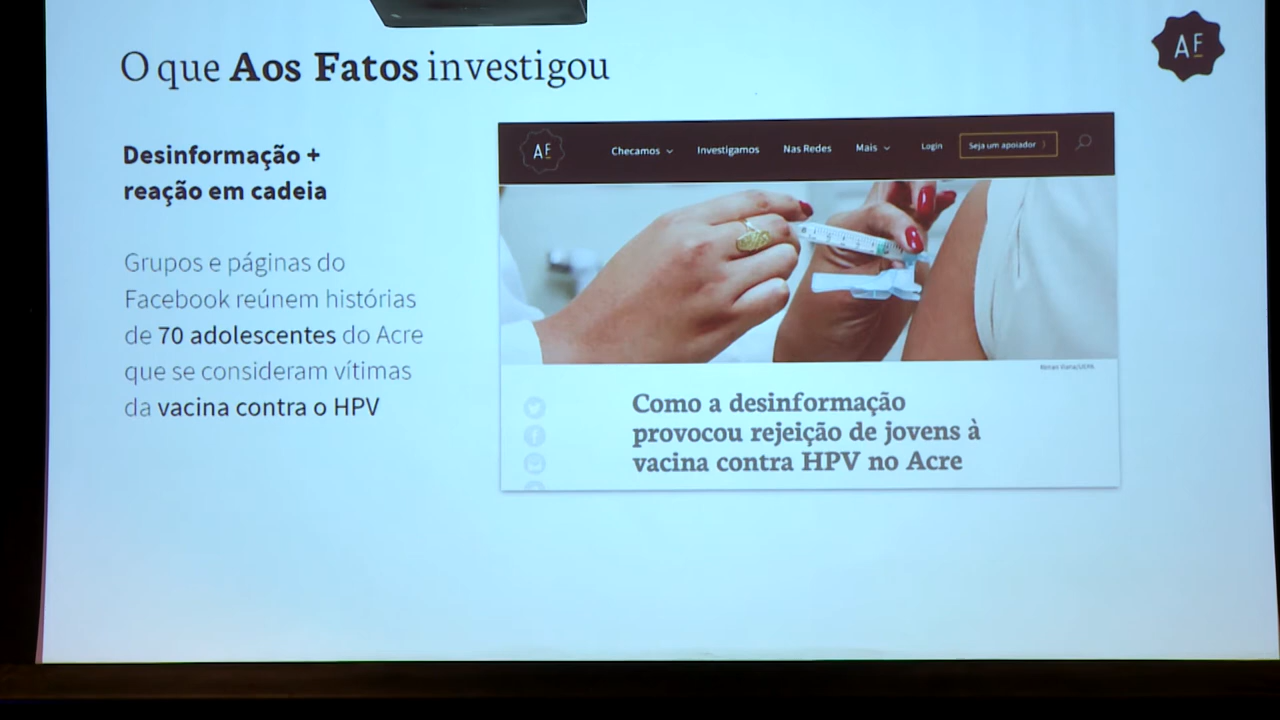 O que Aos Fatos investigou
AF
Desinformação +
reação em cadeia
Grupos e páginas do
Facebook reúnem histórias
de 70 adolescentes do Acre
que se consideram vítimas
da vacina contra o HPV
AF
Checamos
Investigamos
Nas Redes
Mais
Login
Seja um apoiador
Como a desinformação
provocou rejeição de jovens à
vacina contra HPV no Acre